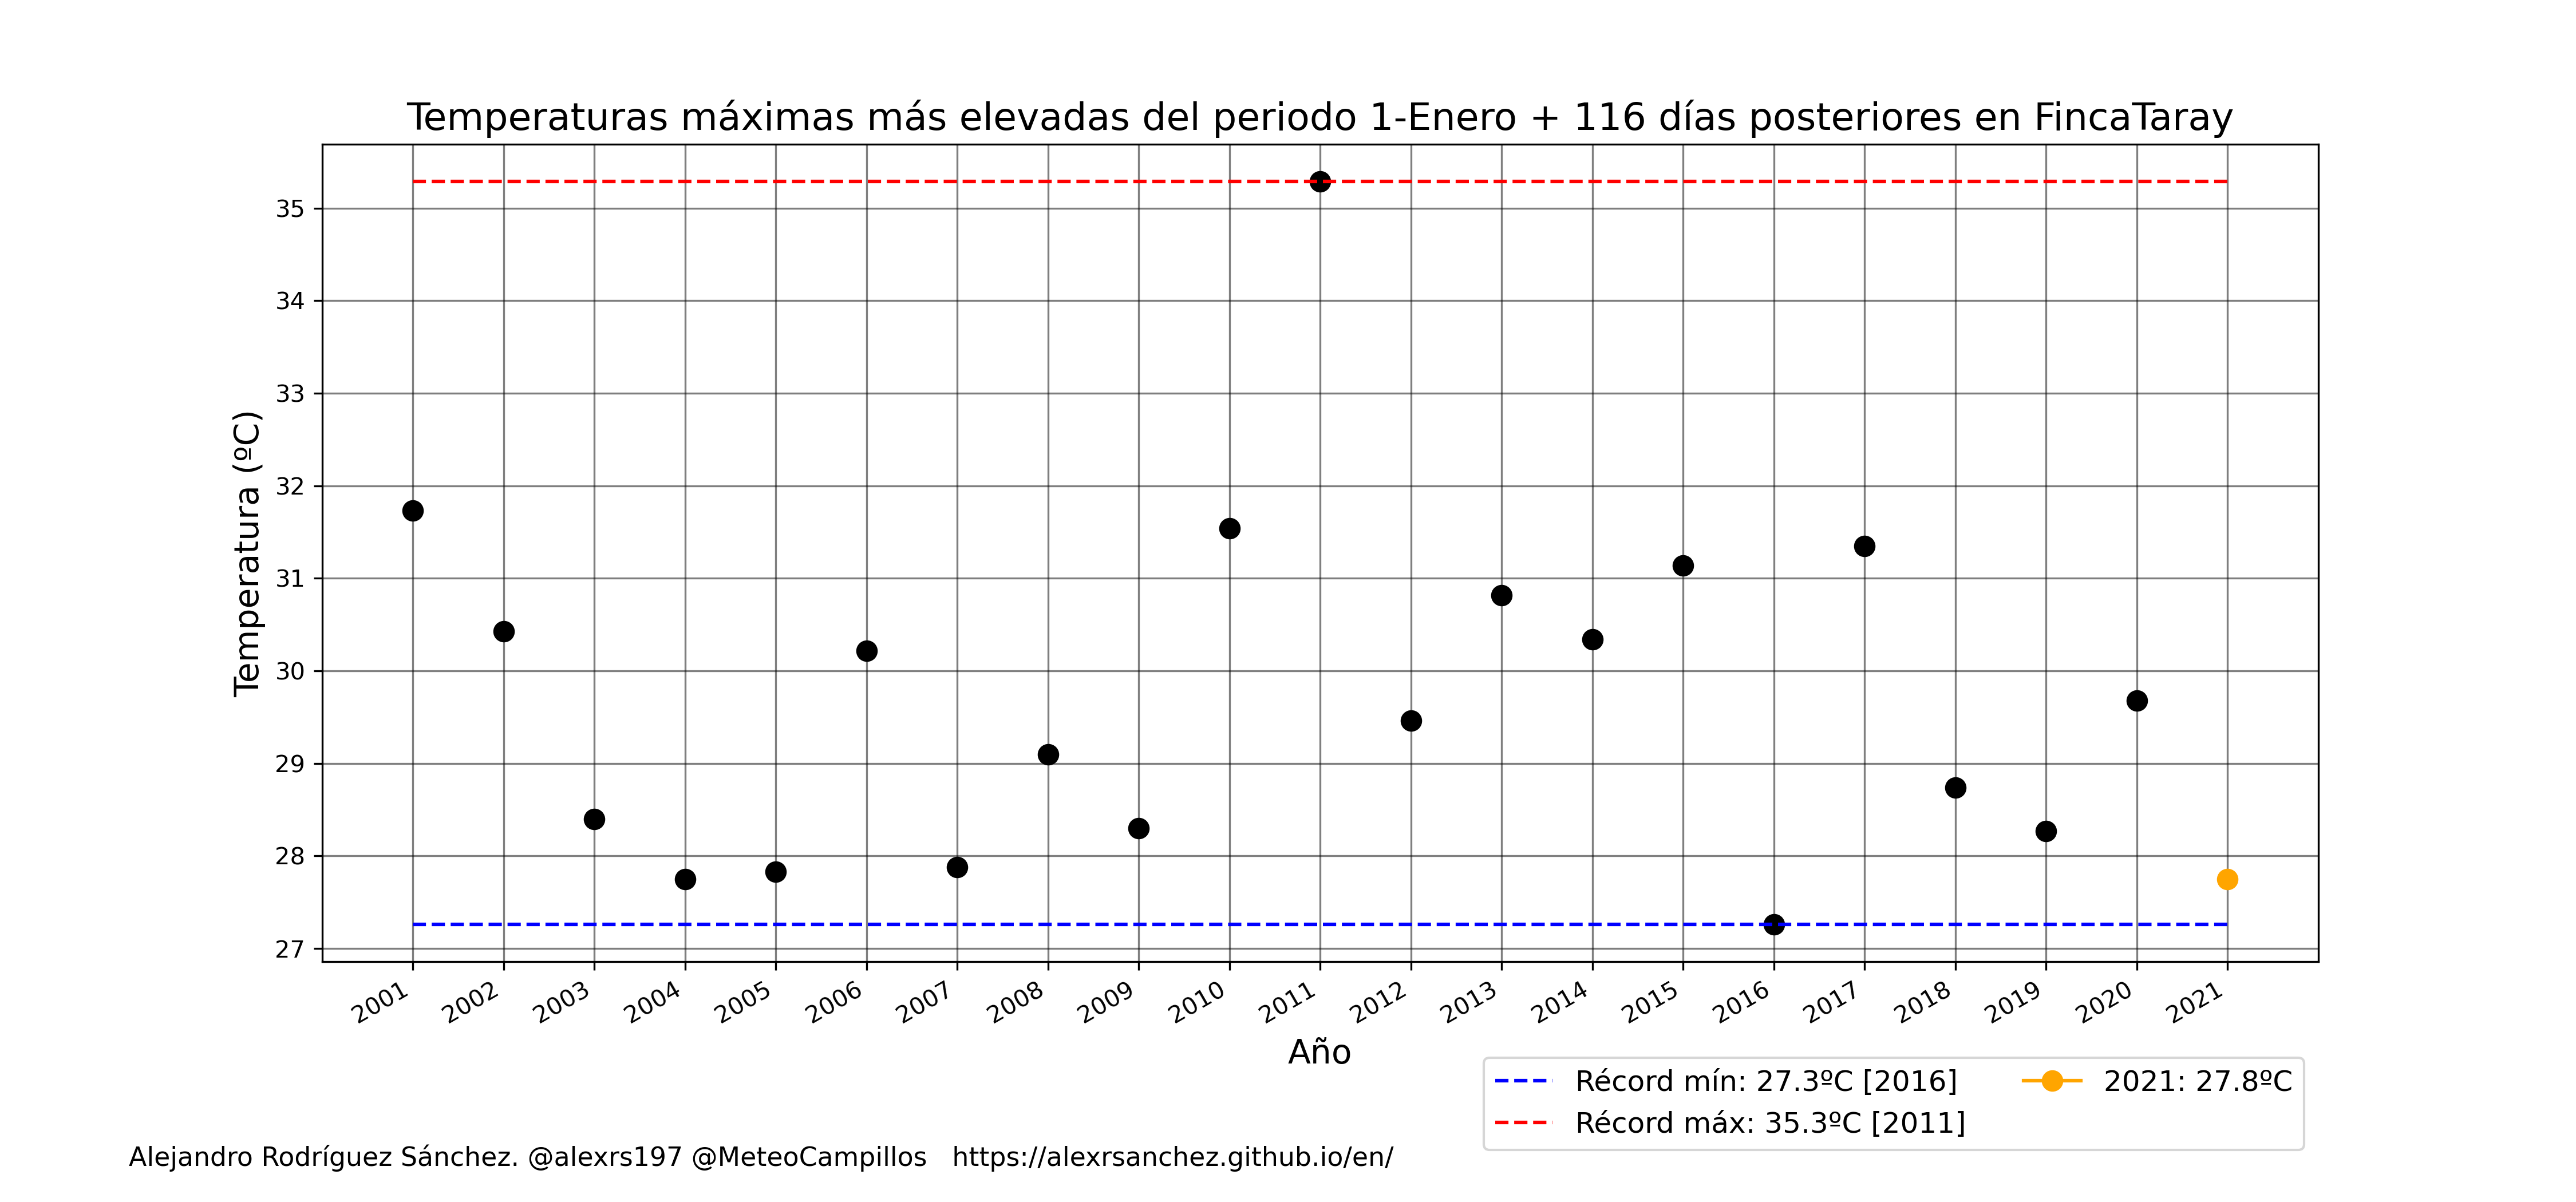 Temperaturas máximas más elevadas del periodo 1-Enero + 116 días posteriores en FincaTaray
Temperatura (ºC)
35
34
33
32
31
30
29
28
27
2001 2002 2003 2004 2005 2006 2007 2008 2009 2010 2011 2012 2013 2014 2015 2016 2017 2018 2019 2020 2021
Año
Récord mín: 27.3ºC [2016]
Récord máx: 35.3ºC [2011]
2021: 27.8ºC
Alejandro Rodríguez Sánchez. @alexrs197 @MeteoCampillos https://alexrsanchez.github.io/en/